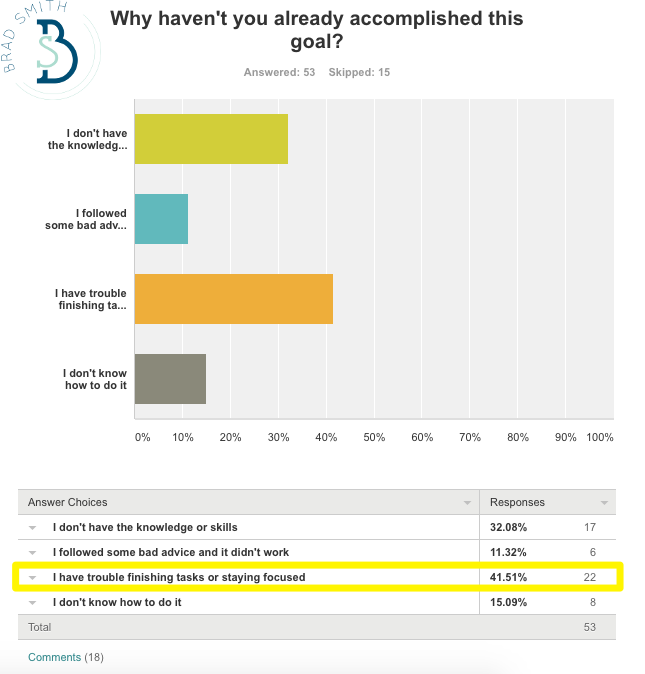 BRAD SMITH
B
S
Why haven't you already accomplished this
goal?
Answered: 53 Skipped: 15
I don't have
the knowledg...
I followed
some bad adv...
I have trouble
finishing ta...
I don't know
how to do it
0% 10% 20% 30% 40% 50% 60% 70% 80% 90% 100%
Answer Choices Responses
I don't have the knowledge or skills 32.08% 17
I followed some bad advice and it didn't work 11.32% 6
I have trouble finishing tasks or staying focused 41.51% 22
I don't know how to do it 15.09% 8
Total 53
Comments (18)